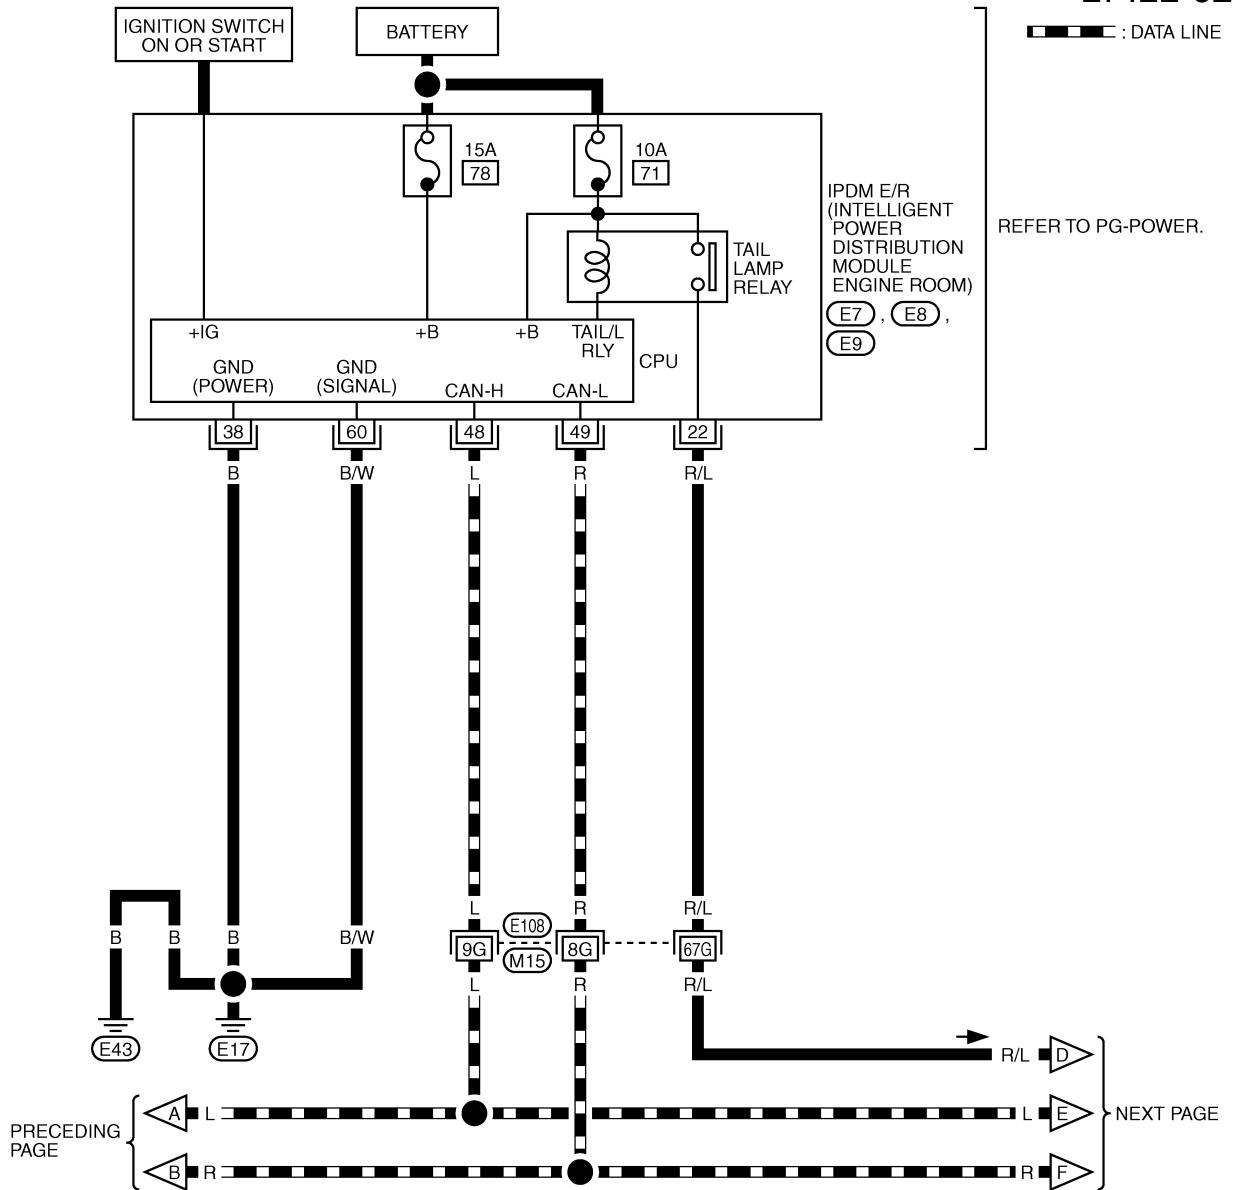 IGNITION SWITCH
ON OR START
BATTERY
: DATA LINE
15A
78
10A
71
IPDM E/R
(INTELLIGENT
POWER
DISTRIBUTION
MODULE
ENGINE ROOM)
E7 , E8 ,
E9
REFER TO PG-POWER.
TAIL
LAMP
RELAY
+IG
+B
+B
TAIL/L
RLY
CPU
GND
(POWER)
GND
(SIGNAL)
CAN-H
CAN-L
38
60
48
49
22
B
B/W
L
R
R/L
L
R
R/L
E108
B
B
B
B/W
9G
8G
67G
M15
L
R
R/L
E43
E17
R/L
D
A
L
L
E
NEXT PAGE
PRECEDING
PAGE
B
R
R
F